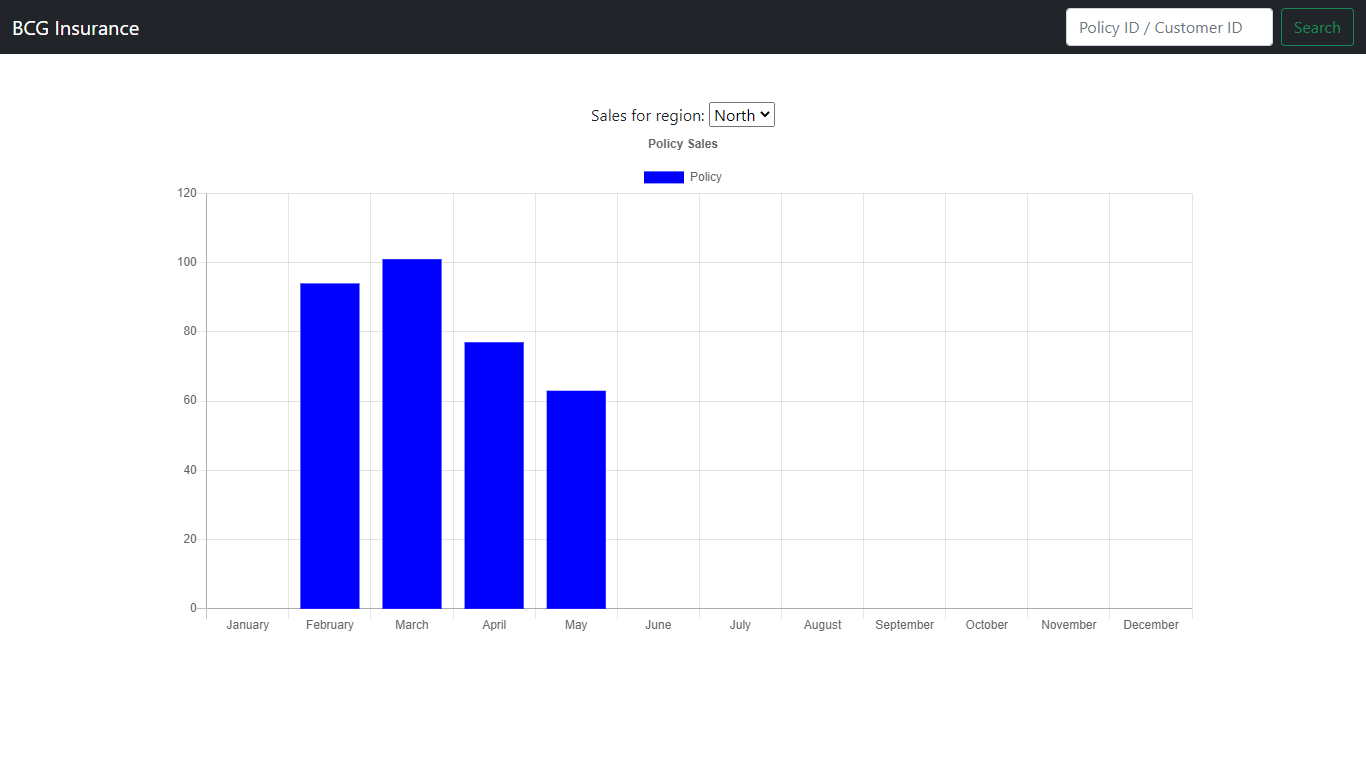 BCG Insurance
Policy ID / Customer ID
Search
Sales for region: North
Policy Sales
Policy
120
100
80
60
40
20
0
January February March April May June July August September October November December